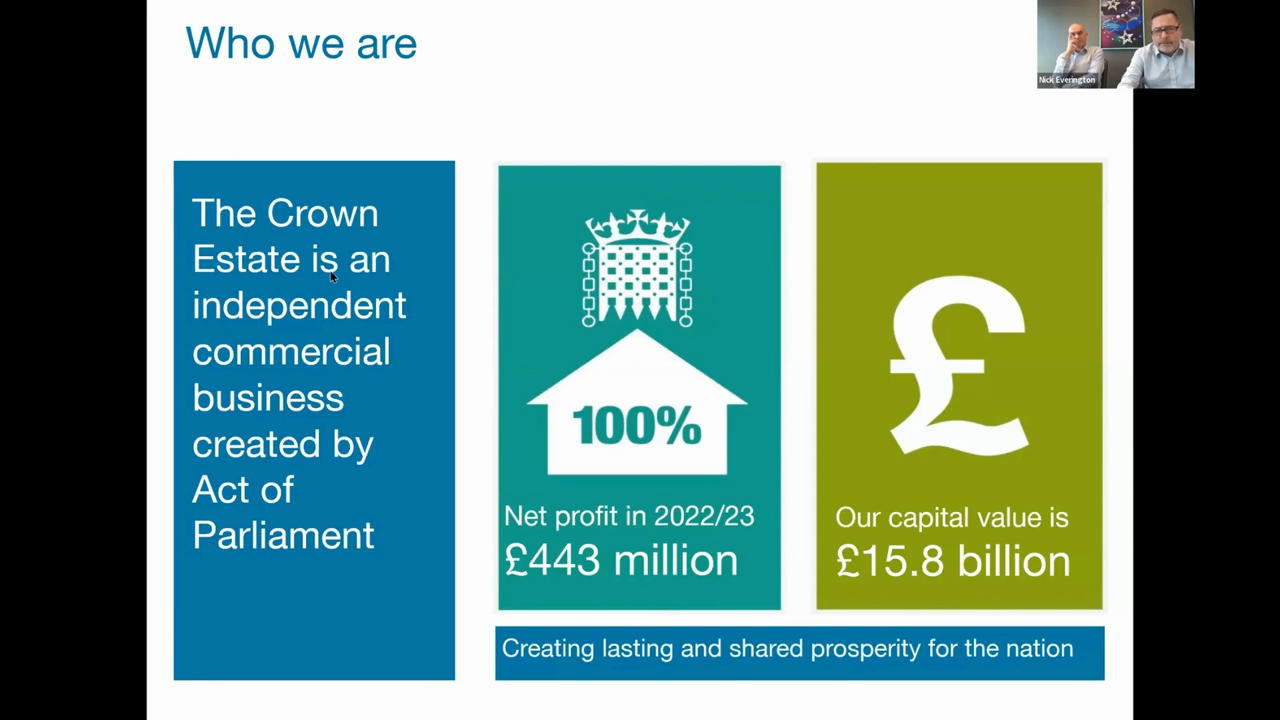 Who we are
Nick Everington
The Crown
Estate is an
independent
commercial
business
created by
Act of
Parliament
100%
Net profit in 2022/23
£443 million
£
Our capital value is
£15.8 billion
Creating lasting and shared prosperity for the nation